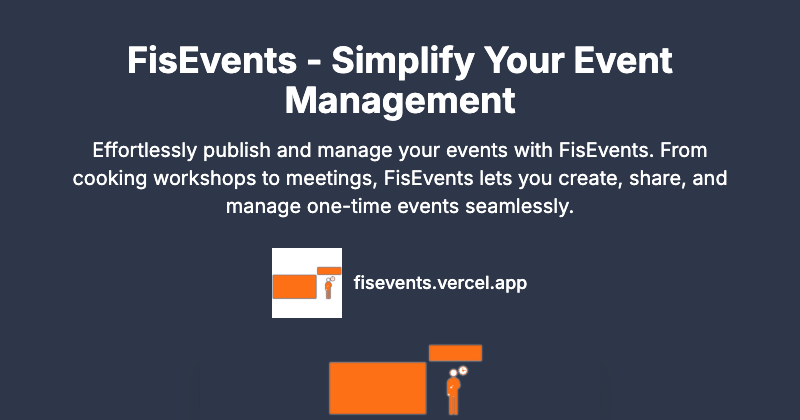 FisEvents - Simplify Your Event
Management
Effortlessly publish and manage your events with FisEvents. From
cooking workshops to meetings, FisEvents lets you create, share, and
manage one-time events seamlessly.
fisevents.vercel.app